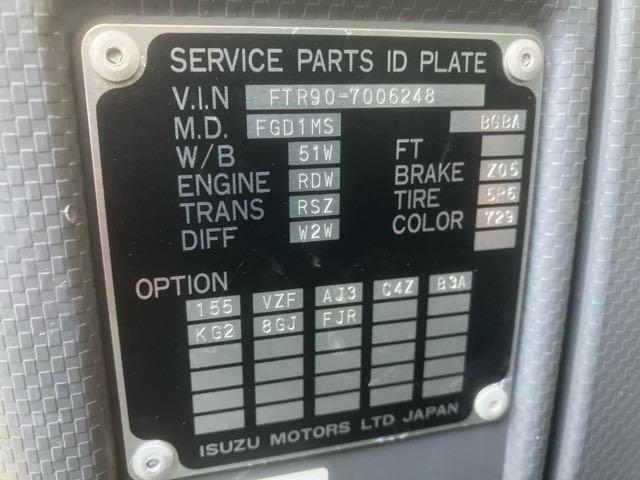 SERVICE PARTS ID PLATE
V.I.N FTR90-7006248
M.D. FGD1MS BGBA
W/B 51W FT
ENGINE RDW BRAKE Z05
TRANS RSZ TIRE 5R6
DIFF W2W COLOR 729
OPTION
155 VZF AJ3 C4Z B3A
KG2 8GJ FJR
ISUZU MOTORS LTD JAPAN